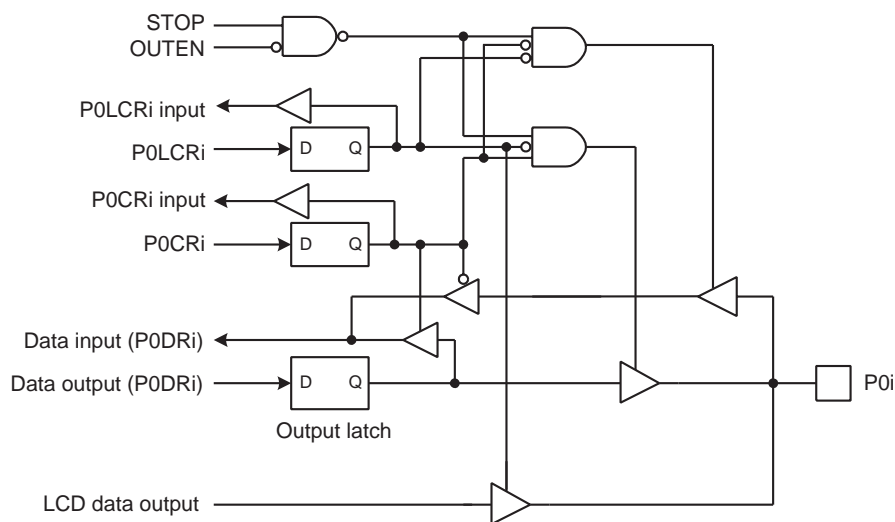 STOP
OUTEN
P0LCRi input
P0LCRi
D Q
P0CRi input
P0CRi
D Q
Data input (P0DRi)
Data output (P0DRi)
D Q
P0i
Output latch
LCD data output